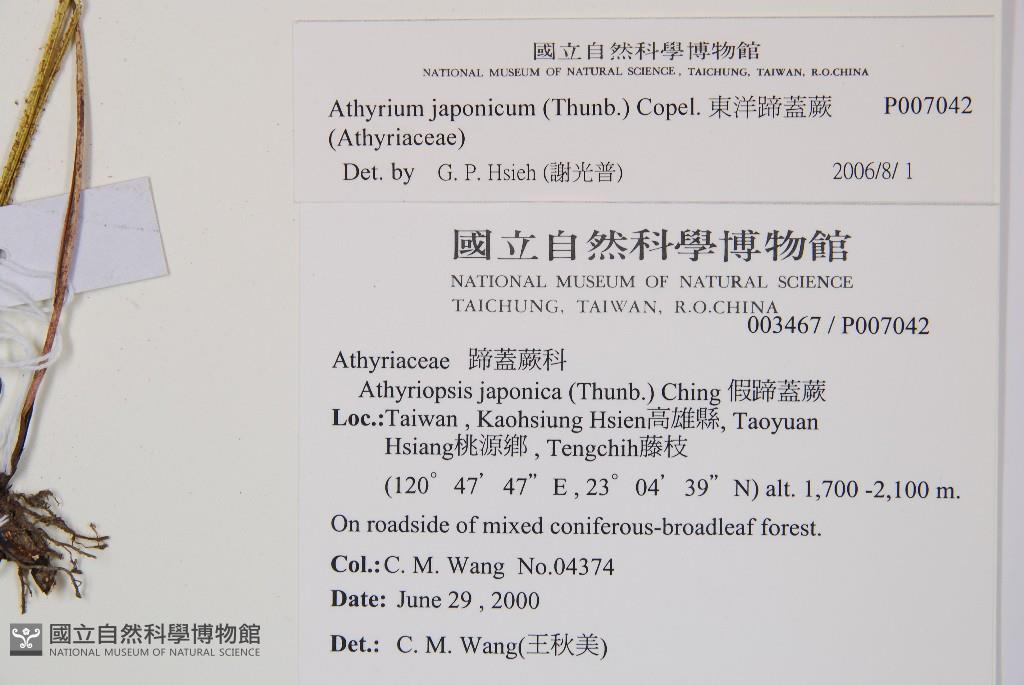 國立自然科學博物館
NATIONAL MUSEUM OF NATURAL SCIENCE, TAICHUNG, TAIWAN, R.O.CHINA
Athyrium japonicum (Thunb.) Copel. 東洋蹄蓋蕨 P007042
(Athyriaceae)
Det. by G. P. Hsieh (謝光普) 2006/8/ 1
國立自然科學博物館
NATIONAL MUSEUM OF NATURAL SCIENCE
TAICHUNG, TAIWAN, R.O.CHINA
003467 / P007042
Athyriaceae 蹄蓋蕨科
Athyriopsis japonica (Thunb.) Ching 假蹄蓋蕨
Loc.:Taiwan , Kaohsiung Hsien高雄縣, Taoyuan
Hsiang桃源鄉 , Tengchih藤枝
(120° 47’ 47” E , 23° 04’ 39” N) alt. 1,700 -2,100 m.
On roadside of mixed coniferous-broadleaf forest.
Col.: C. M. Wang No.04374
Date: June 29 , 2000
Det.: C. M. Wang(王秋美)
國立自然科學博物館
NATIONAL MUSEUM OF NATURAL SCIENCE